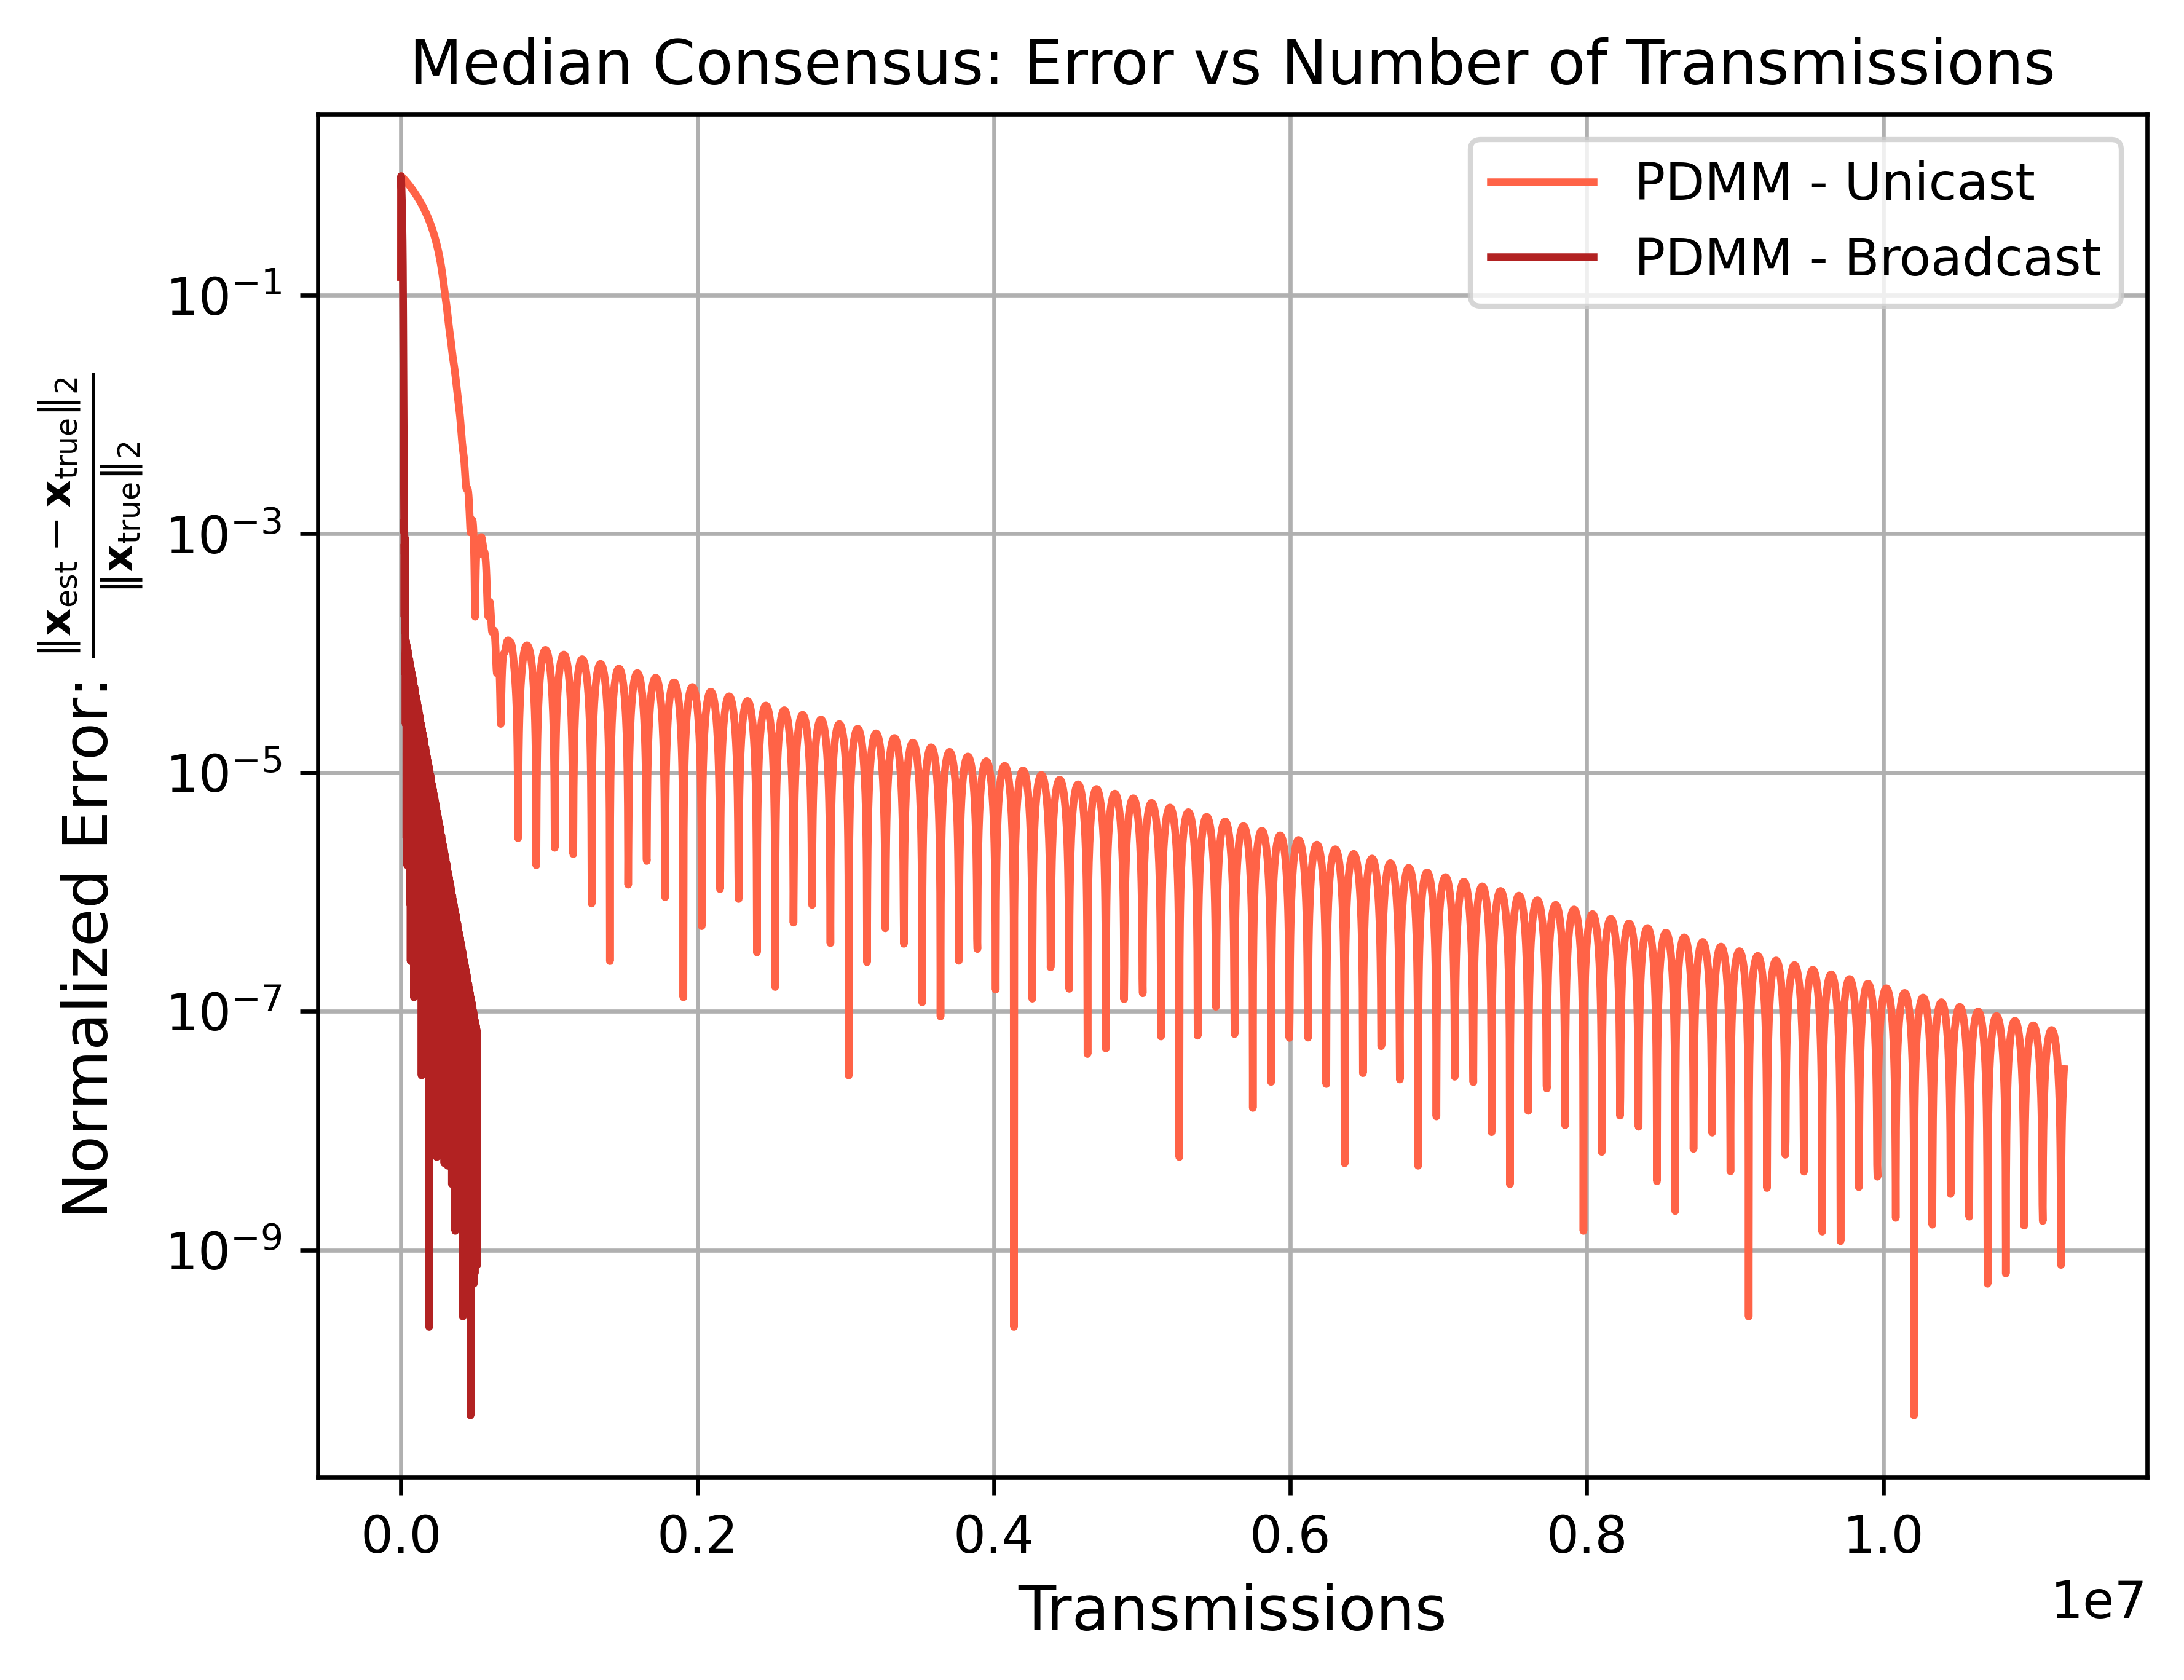 Median Consensus: Error vs Number of Transmissions
PDMM - Unicast
PDMM - Broadcast
Normalized Error: ‖x_est − x_true‖₂ / ‖x_true‖₂
10⁻¹
10⁻³
10⁻⁵
10⁻⁷
10⁻⁹
0.0 0.2 0.4 0.6 0.8 1.0
1e7
Transmissions